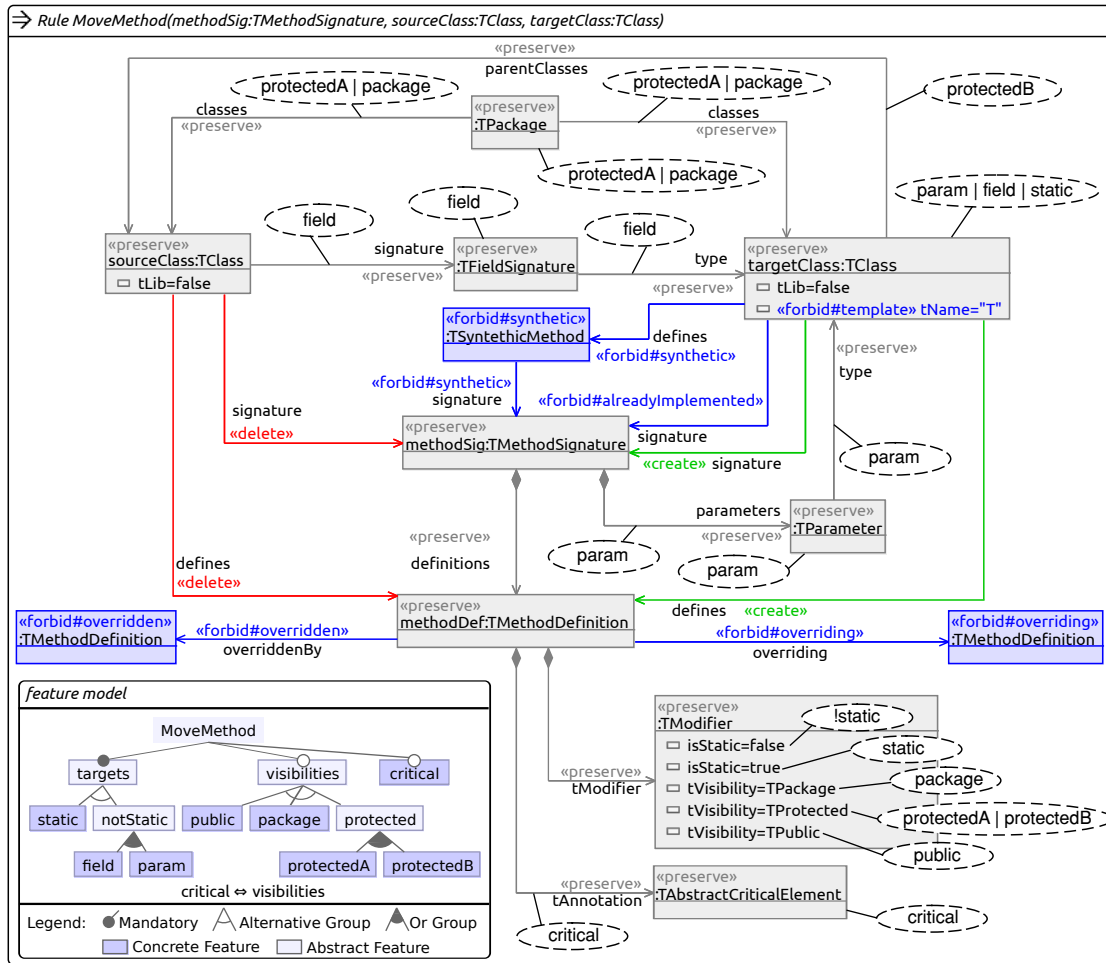 Rule MoveMethod(methodSig:TMethodSignature, sourceClass:TClass, targetClass:TClass)
«preserve»
parentClasses
protectedA | package
protectedA | package
protectedB
classes
«preserve»
«preserve»
:TPackage
classes
«preserve»
protectedA | package
param | field | static
field
field
field
«preserve»
sourceClass:TClass
tLib=false
signature
«preserve»
«preserve»
:TFieldSignature
type
«preserve»
«preserve»
targetClass:TClass
tLib=false
«forbid#template» tName="T"
«forbid#synthetic»
:TSyntethicMethod
defines
«forbid#synthetic»
«preserve»
type
«forbid#synthetic»
signature
«forbid#alreadyImplemented»
signature
signature
«delete»
«preserve»
methodSig:TMethodSignature
«create» signature
param
parameters
«preserve»
«preserve»
:TParameter
param
param
«preserve»
definitions
defines
«delete»
«preserve»
methodDef:TMethodDefinition
defines «create»
«forbid#overridden»
:TMethodDefinition
«forbid#overridden»
overriddenBy
«forbid#overriding»
overriding
«forbid#overriding»
:TMethodDefinition
«preserve»
tModifier
«preserve»
:TModifier
isStatic=false
isStatic=true
tVisibility=TPackage
tVisibility=TProtected
tVisibility=TPublic
!static
static
package
protectedA | protectedB
public
«preserve»
tAnnotation
«preserve»
:TAbstractCriticalElement
critical
critical
feature model
MoveMethod
targets
visibilities
critical
static
notStatic
public
package
protected
field
param
protectedA
protectedB
critical ⇔ visibilities
Legend:
Mandatory
Alternative Group
Or Group
Concrete Feature
Abstract Feature